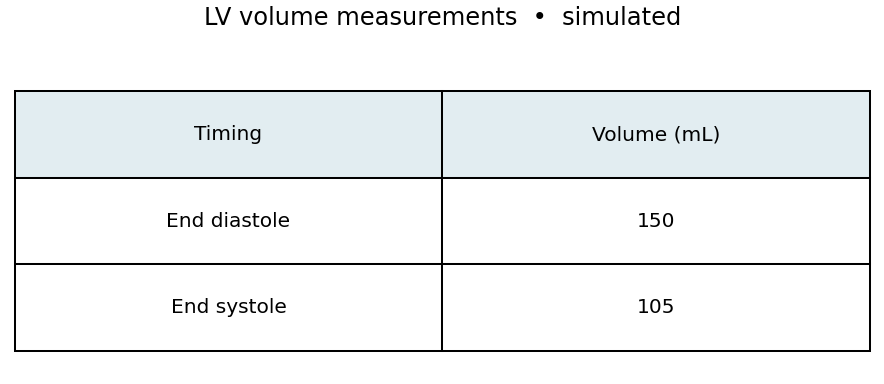 LV volume measurements • simulated
Timing Volume (mL)
End diastole 150
End systole 105